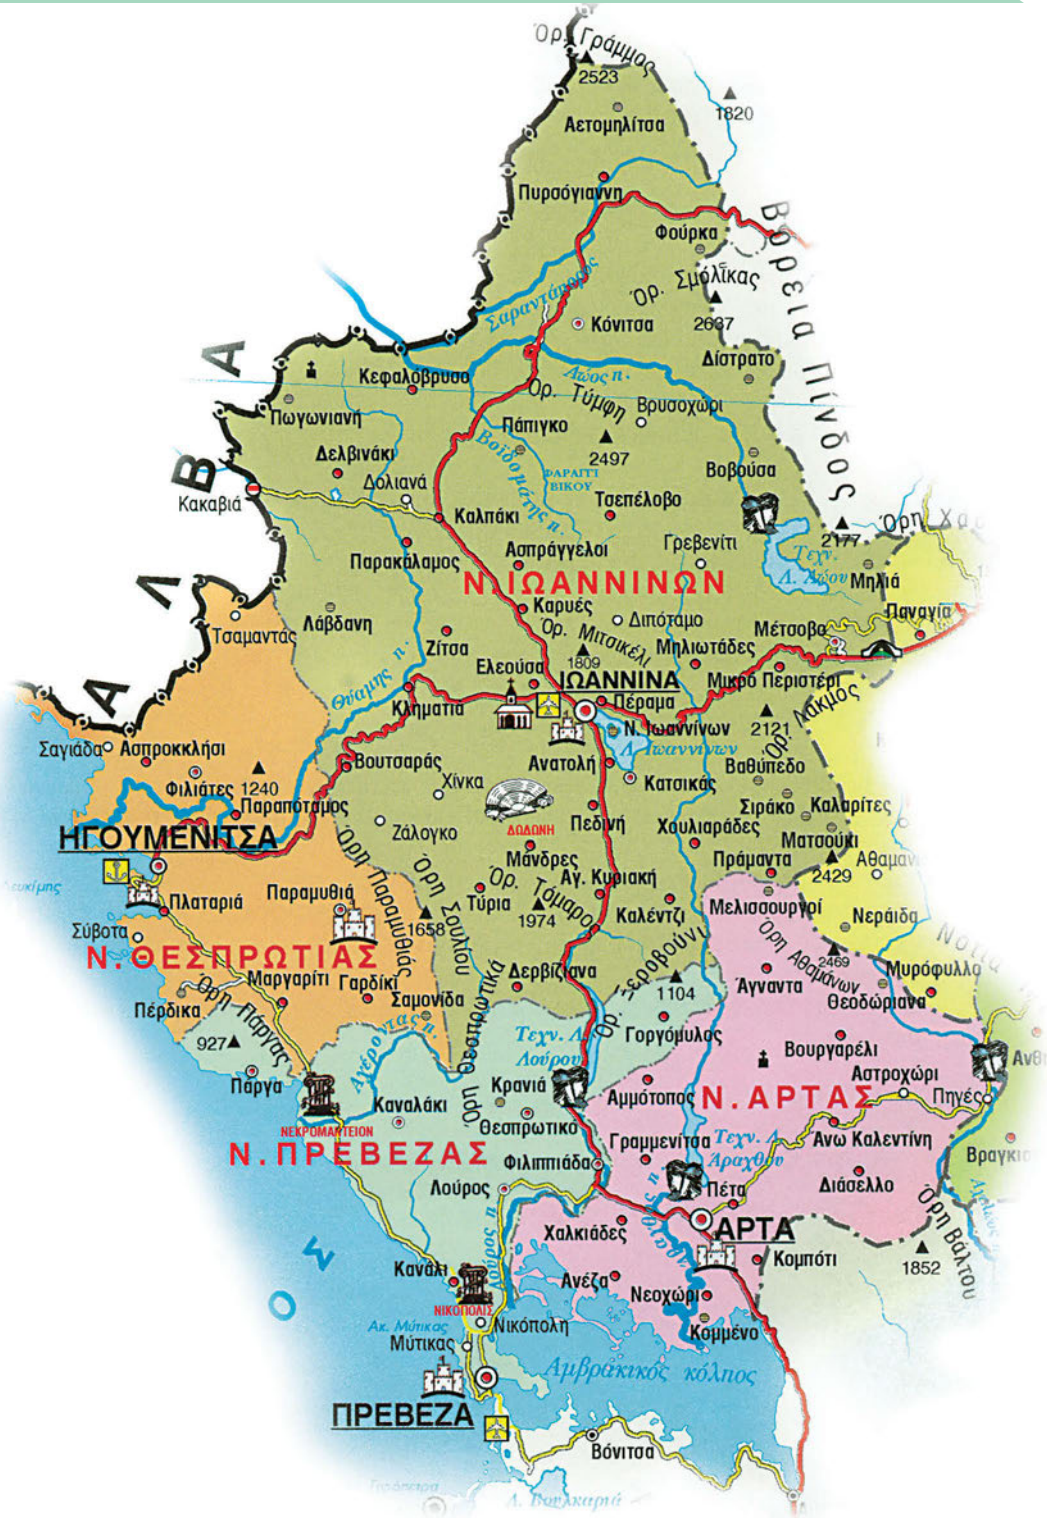 Όρ. Γράμμος
2523
1820
Αετομηλίτσα
Πυρσόγιαννη
Βόρεια Πίνδος
Φούρκα
Όρ. Σμόλικας
2637
Σαραντάπορος
Κόνιτσα
Δίστρατο
Κεφαλόβρυσο
Αώος π.
Όρ. Τύμφη
Βρυσοχώρι
Πωγωνιανή
Πάπιγκο
2497
Βοϊδομάτης π.
ΦΑΡΑΓΓΙ
ΒΙΚΟΥ
Βοβούσα
Δελβινάκι
Δολιανά
Τσεπέλοβο
ΑΛΒΑ
Κακαβιά
Καλπάκι
2177
Όρη
Παρακάλαμος
Ασπράγγελοι
Γρεβενίτι
Τεχν.
Λ. Αώου
Μηλιά
Ν. ΙΩΑΝΝΙΝΩΝ
Παναγία
Τσαμαντάς
Λάβδανη
Καρυές
Διπόταμο
Μέτσοβο
Ζίτσα
Όρ. Μιτσικέλι
1809
Μηλιωτάδες
Ελεούσα
ΙΩΑΝΝΙΝΑ
Μικρό Περιστέρι
Θύαμης π.
Κληματιά
Πέραμα
Όρ. Λάκμος
2121
Ν. Ιωαννίνων
Λ. Ιωαννίνων
Σαγιάδα
Ασπροκκλήσι
Βουτσαράς
Ανατολή
Βαθύπεδο
Φιλιάτες
1240
Χίνκα
Κατσικάς
Παραπόταμος
Σιράκο
Καλαρίτες
ΗΓΟΥΜΕΝΙΤΣΑ
Ζάλογκο
ΔΩΔΩΝΗ
Πεδινή
Χουλιαράδες
Ματσούκι
Μάνδρες
Πράμαντα
2429
Όρη Παραμυθιάς
Όρη Σουλίου
Όρ. Τόμαρος
Αγ. Κυριακή
Παραμυθιά
Τύρια
1974
Μελισσουργοί
Πλαταριά
1658
Καλέντζι
Νεράιδα
Σύβοτα
Όρη Αθαμάνων
2469
Ν. ΘΕΣΠΡΩΤΙΑΣ
Μαργαρίτι
Γαρδίκι
Δερβίζιανα
1104
Άγναντα
Μυρόφυλλο
Θεοδώριανα
Πέρδικα
Όρη Πάργας
Σαμονίδα
Όρη Θεσπρωτικά
Γοργόμυλος
927
Αχέροντας π.
Τεχν. Λ.
Λούρου
Βουργαρέλι
Πάργα
Κρανιά
Αστροχώρι
Αμμότοπος
Ν. ΑΡΤΑΣ
Πηγές
Καναλάκι
ΝΕΚΡΟΜΑΝΤΕΙΟΝ
Θεσπρωτικό
Γραμμενίτσα
Τεχν. Λ.
Άραχθου
Άνω Καλεντίνη
Ν. ΠΡΕΒΕΖΑΣ
Φιλιππιάδα
Διάσελλο
Λούρος
Πέτα
Όρη Βάλτου
Λούρος π.
Χαλκιάδες
ΑΡΤΑ
1852
Κομπότι
Κανάλι
Ανέζα
Νεοχώρι
ΝΙΚΟΠΟΛΙΣ
Νικόπολη
Ακ. Μύτικας
Μύτικας
Κομμένο
Αμβρακικός κόλπος
ΠΡΕΒΕΖΑ
Βόνιτσα
Λ. Βουλκαριά